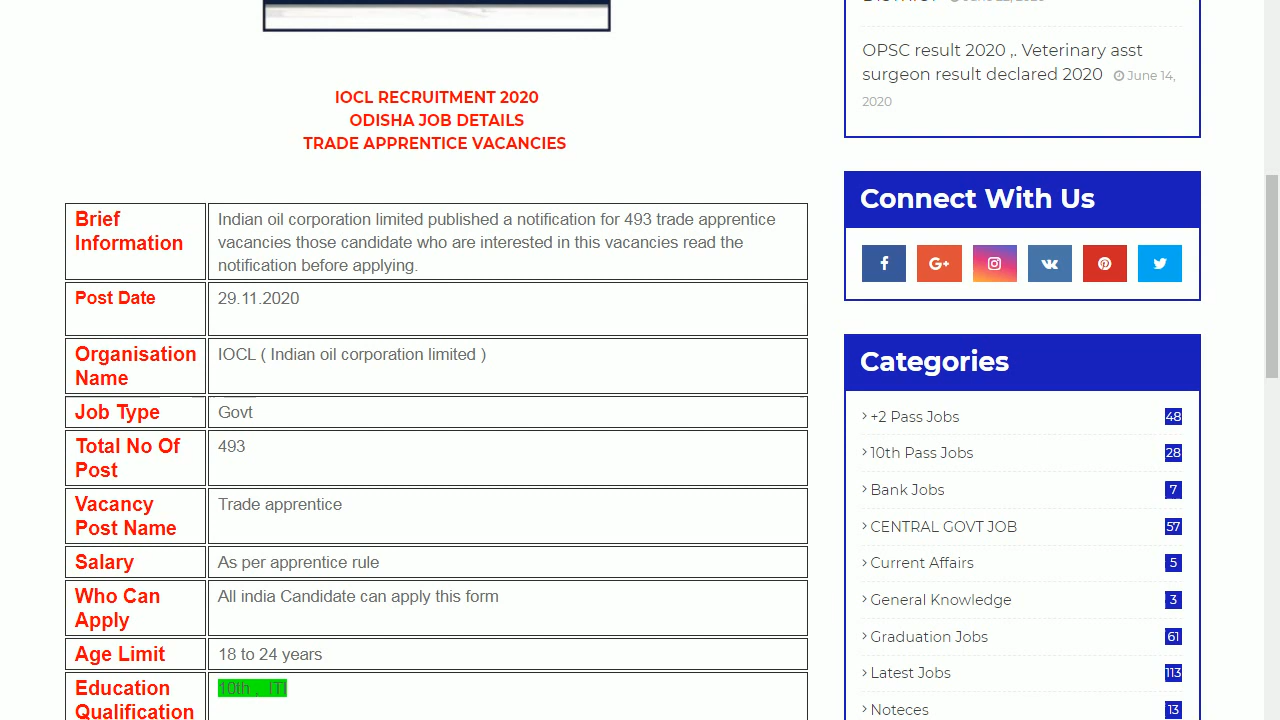 IOCL RECRUITMENT 2020
ODISHA JOB DETAILS
TRADE APPRENTICE VACANCIES
Brief Information
Indian oil corporation limited published a notification for 493 trade apprentice
vacancies those candidate who are interested in this vacancies read the
notification before applying.
Post Date
29.11.2020
Organisation Name
IOCL ( Indian oil corporation limited )
Job Type
Govt
Total No Of Post
493
Vacancy Post Name
Trade apprentice
Salary
As per apprentice rule
Who Can Apply
All india Candidate can apply this form
Age Limit
18 to 24 years
Education Qualification
10th , ITI
OPSC result 2020 ,. Veterinary asst
surgeon result declared 2020 June 14,
2020
Connect With Us
Categories
+2 Pass Jobs 48
10th Pass Jobs 28
Bank Jobs 7
CENTRAL GOVT JOB 57
Current Affairs 5
General Knowledge 3
Graduation Jobs 61
Latest Jobs 113
Noteces 13